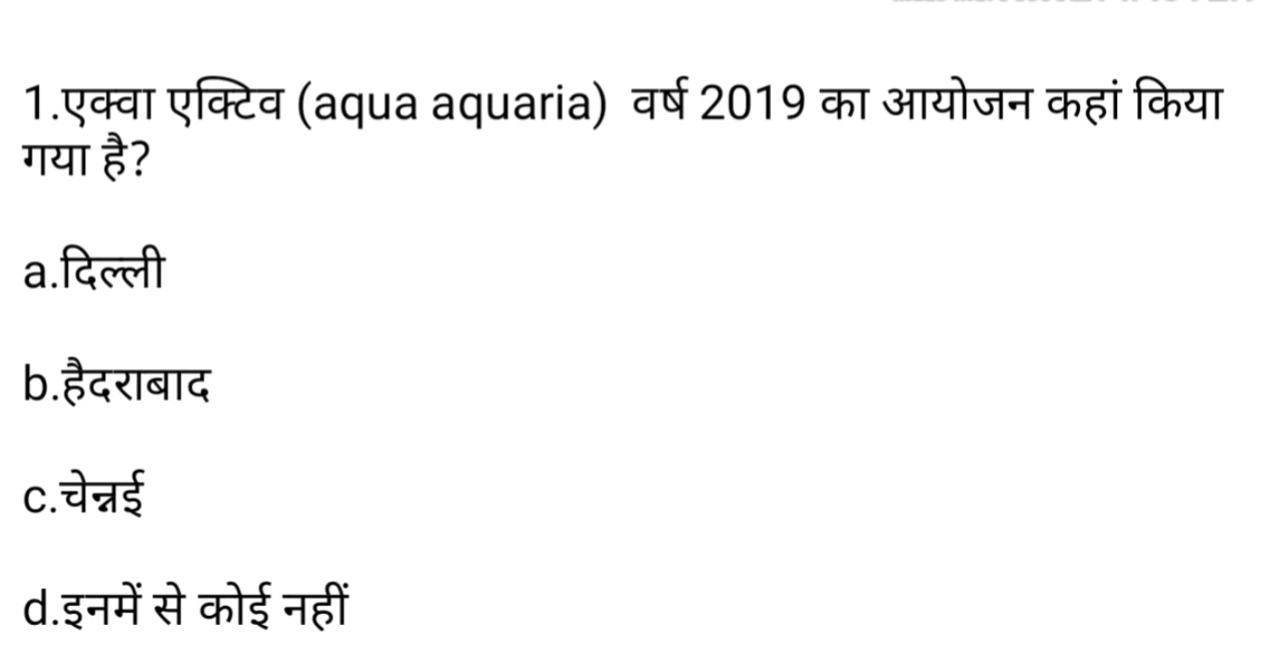 1.एक्वा एक्टिव (aqua aquaria) वर्ष 2019 का आयोजन कहां किया
गया है?
a.दिल्ली
b.हैदराबाद
c.चेन्नई
d.इनमें से कोई नहीं